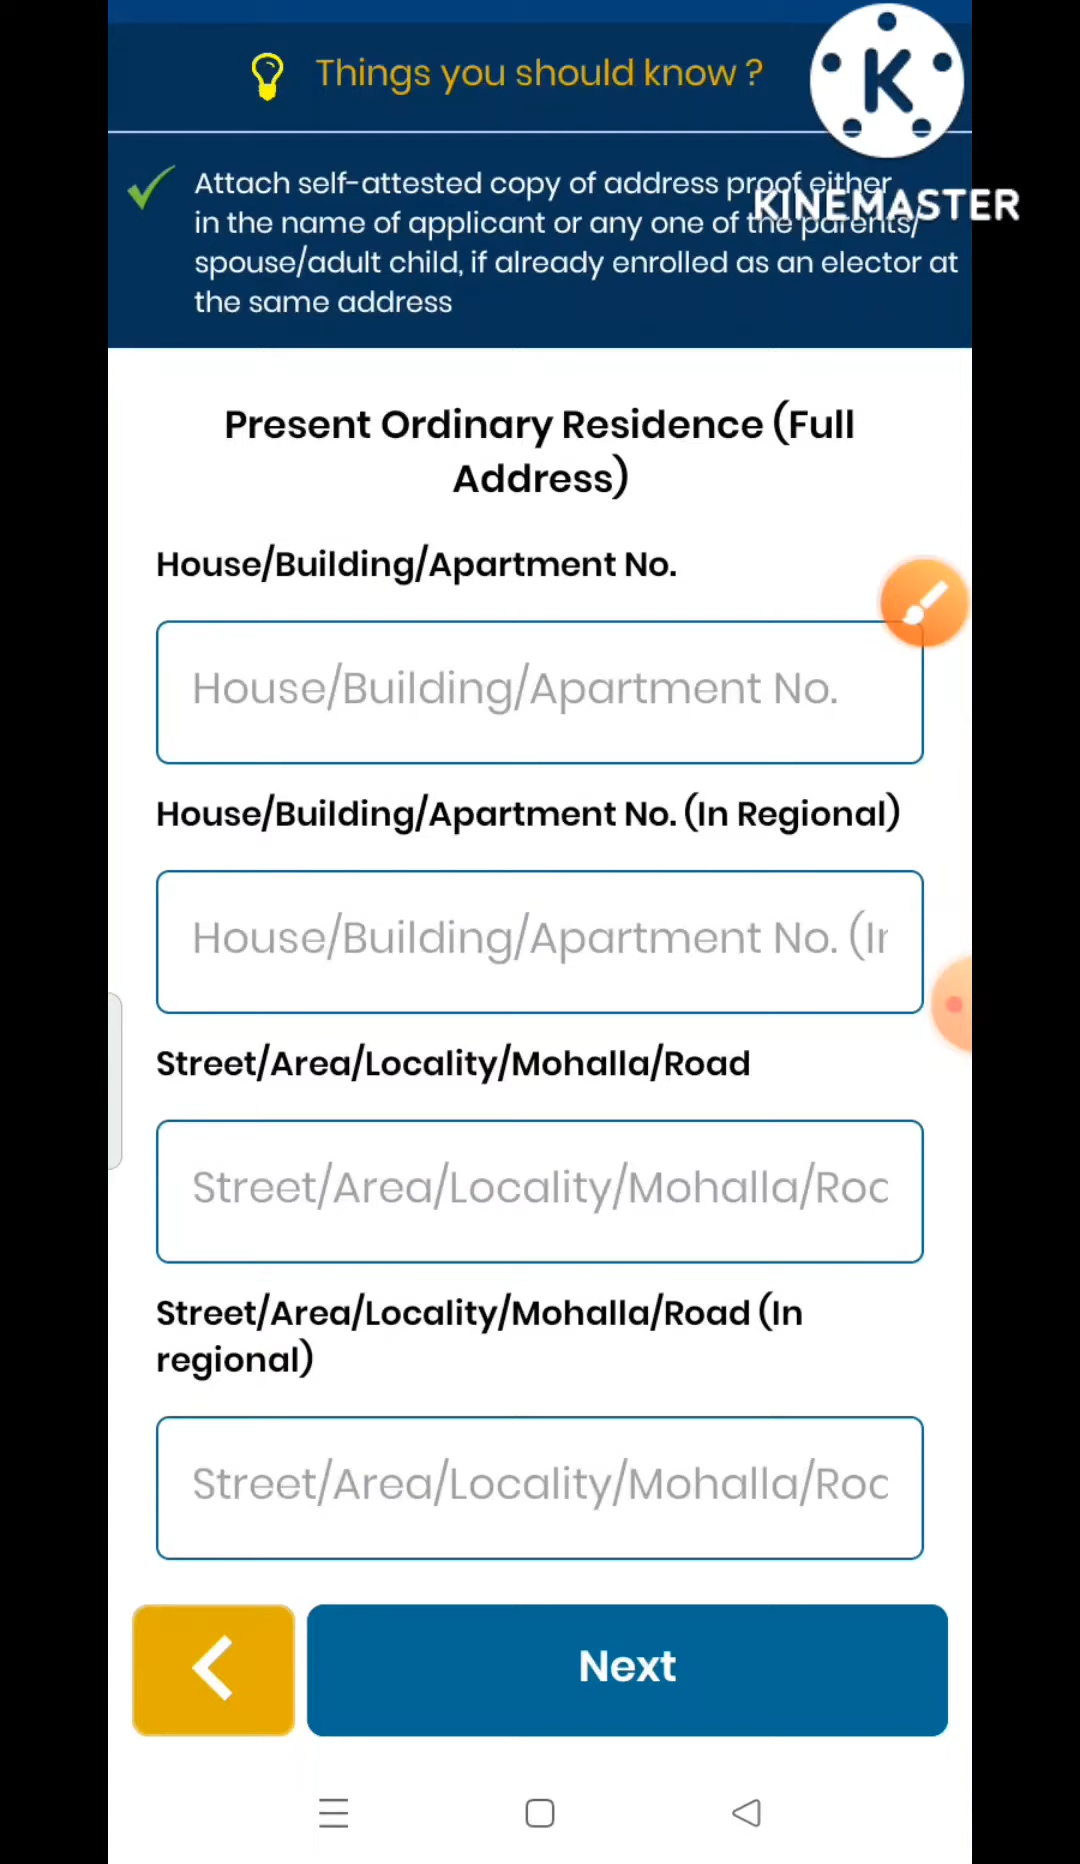 Things you should know ?
K
KINEMASTER
Attach self-attested copy of address proof either
in the name of applicant or any one of the parents/
spouse/adult child, if already enrolled as an elector at
the same address
Present Ordinary Residence (Full
Address)
House/Building/Apartment No.
House/Building/Apartment No.
House/Building/Apartment No. (In Regional)
House/Building/Apartment No. (Ir
Street/Area/Locality/Mohalla/Road
Street/Area/Locality/Mohalla/Roc
Street/Area/Locality/Mohalla/Road (In
regional)
Street/Area/Locality/Mohalla/Roc
Next